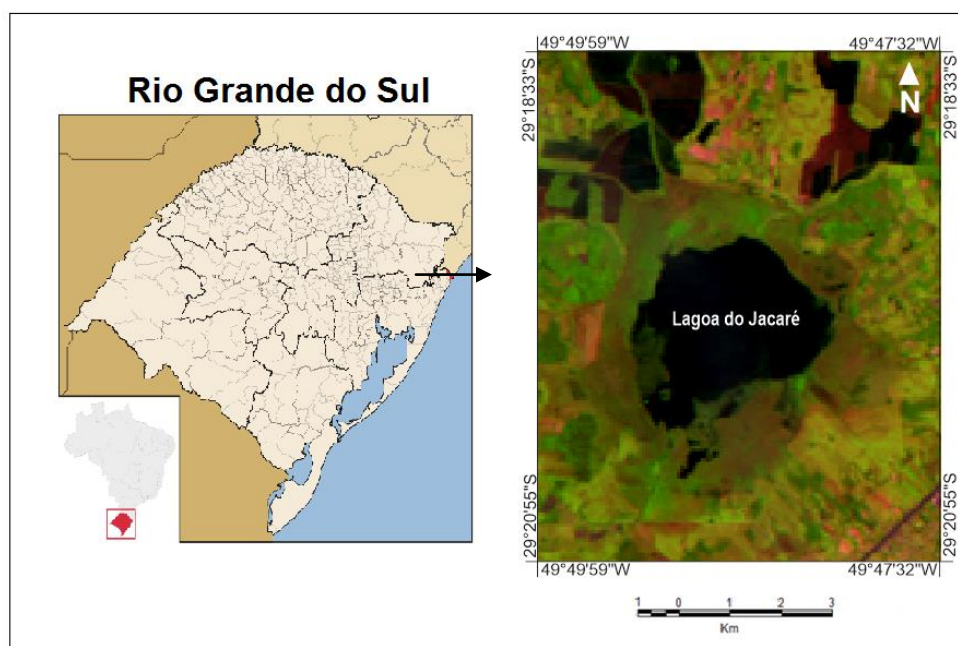 Rio Grande do Sul
49°49'59"W
49°47'32"W
29°18'33"S
29°18'33"S
N
Lagoa do Jacaré
29°20'55"S
29°20'55"S
49°49'59"W
49°47'32"W
1 0 1 2 3
Km